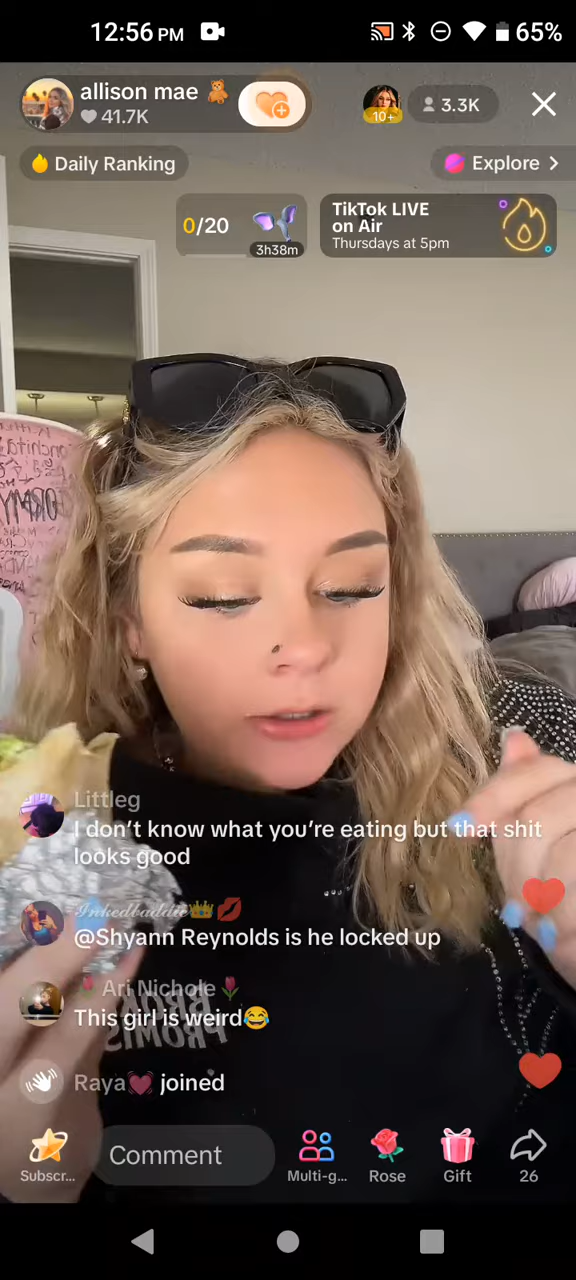 12:56 PM
65%
allison mae 🧸
41.7K
10+
3.3K
Daily Ranking
Explore >
0/20
3h38m
TikTok LIVE
on Air
Thursdays at 5pm
Littleg
I don't know what you're eating but that shit
looks good
𝓘𝓷𝓴𝓮𝓭𝓫𝓪𝓭𝓭𝓲𝓮👑💋
@Shyann Reynolds is he locked up
🌷Ari Nichole🌷
This girl is weird😂
Raya💓 joined
Subscr...
Comment
Multi-g...
Rose
Gift
26